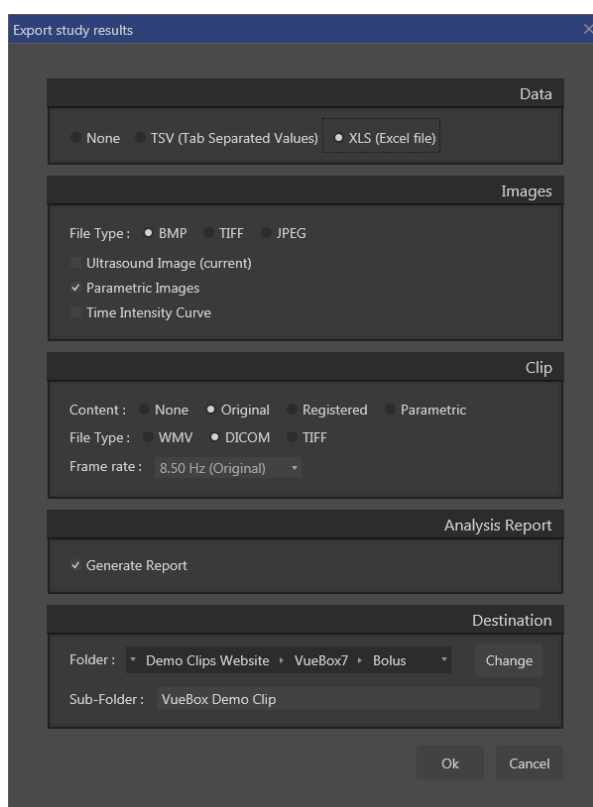 Export study results
Data
None TSV (Tab Separated Values) XLS (Excel file)
Images
File Type : BMP TIFF JPEG
Ultrasound Image (current)
Parametric Images
Time Intensity Curve
Clip
Content : None Original Registered Parametric
File Type : WMV DICOM TIFF
Frame rate : 8.50 Hz (Original)
Analysis Report
Generate Report
Destination
Folder : Demo Clips Website VueBox7 Bolus Change
Sub-Folder : VueBox Demo Clip
Ok Cancel